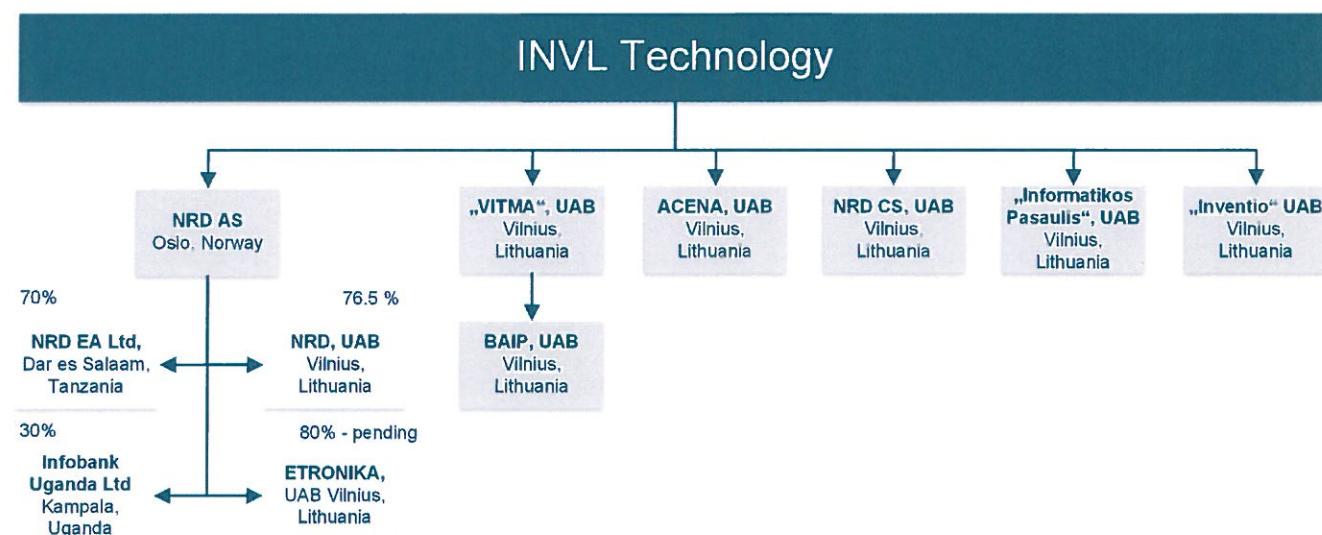 INVL Technology
NRD AS
Oslo, Norway
„VITMA“, UAB
Vilnius,
Lithuania
ACENA, UAB
Vilnius,
Lithuania
NRD CS, UAB
Vilnius,
Lithuania
„Informatikos
Pasaulis“, UAB
Vilnius,
Lithuania
„Inventio“ UAB
Vilnius,
Lithuania
70%
76.5 %
NRD EA Ltd,
Dar es Salaam,
Tanzania
NRD, UAB
Vilnius,
Lithuania
BAIP, UAB
Vilnius,
Lithuania
30%
80% - pending
Infobank
Uganda Ltd
Kampala,
Uganda
ETRONIKA,
UAB Vilnius,
Lithuania